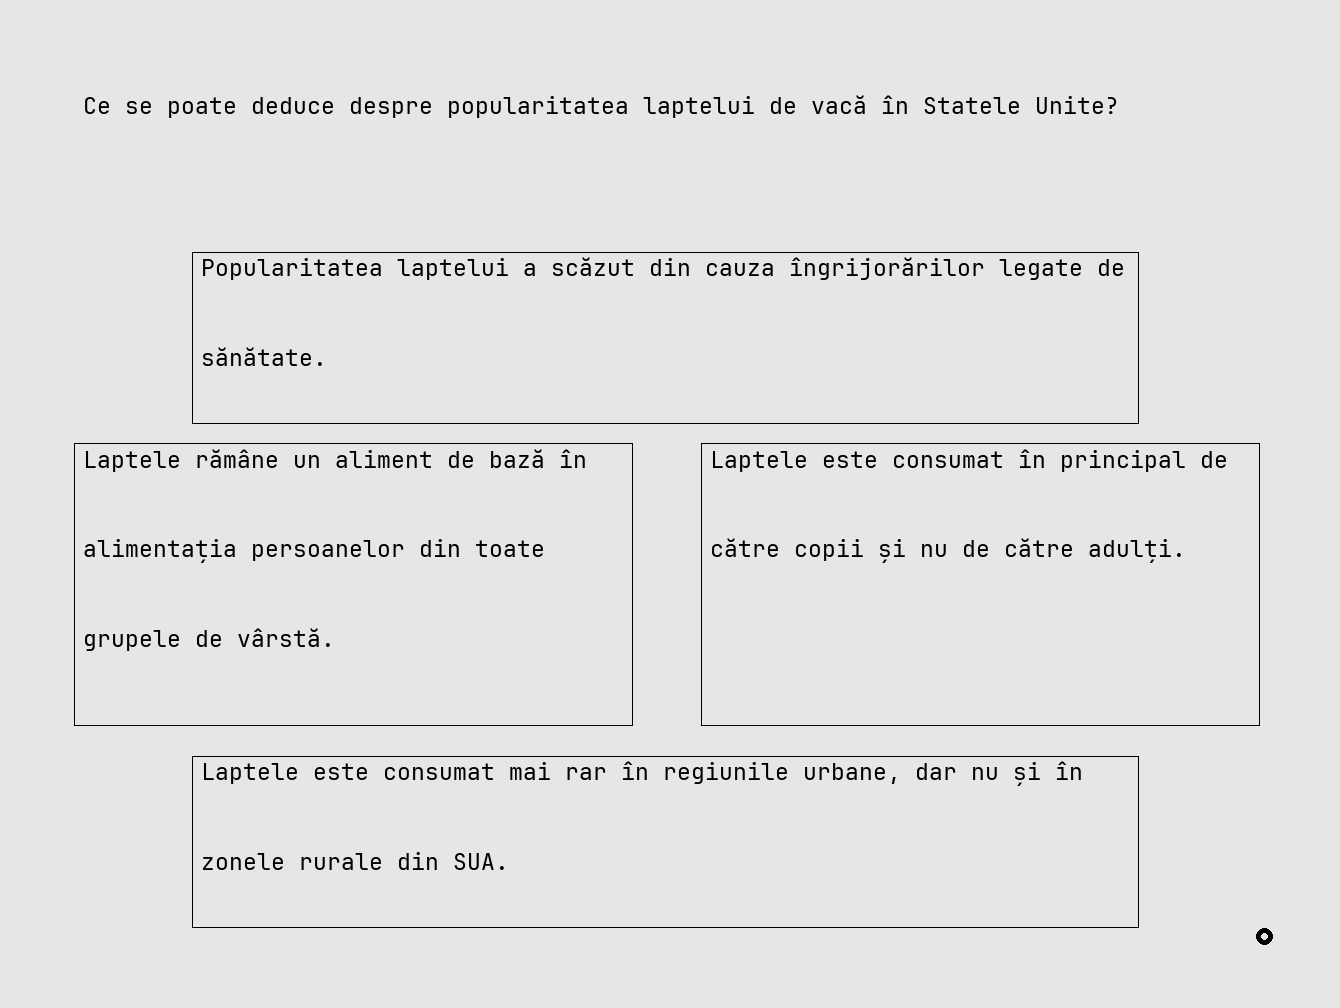 Ce se poate deduce despre popularitatea laptelui de vacă în Statele Unite?
Popularitatea laptelui a scăzut din cauza îngrijorărilor legate de
sănătate.
Laptele rămâne un aliment de bază în
alimentația persoanelor din toate
grupele de vârstă.
Laptele este consumat în principal de
către copii și nu de către adulți.
Laptele este consumat mai rar în regiunile urbane, dar nu și în
zonele rurale din SUA.